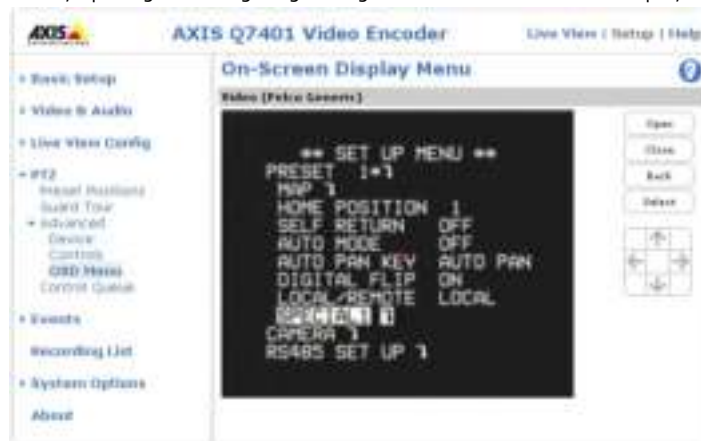 AXIS
AXIS Q7401 Video Encoder
Live View | Setup | Help
On-Screen Display Menu
Video (Pelco Generic)
Basic Setup
Video & Audio
Live View Config
PTZ
Preset Positions
Guard Tour
Advanced
Device
Controls
OSD Menu
Control Queue
Events
Recording List
System Options
About
** SET UP MENU **
PRESET 1*
MAP
HOME POSITION 1
SELF RETURN OFF
AUTO MODE OFF
AUTO PAN KEY AUTO PAN
DIGITAL FLIP ON
LOCAL/REMOTE LOCAL
SPECIAL1
CAMERA
RS485 SET UP
Open
Close
Back
Select